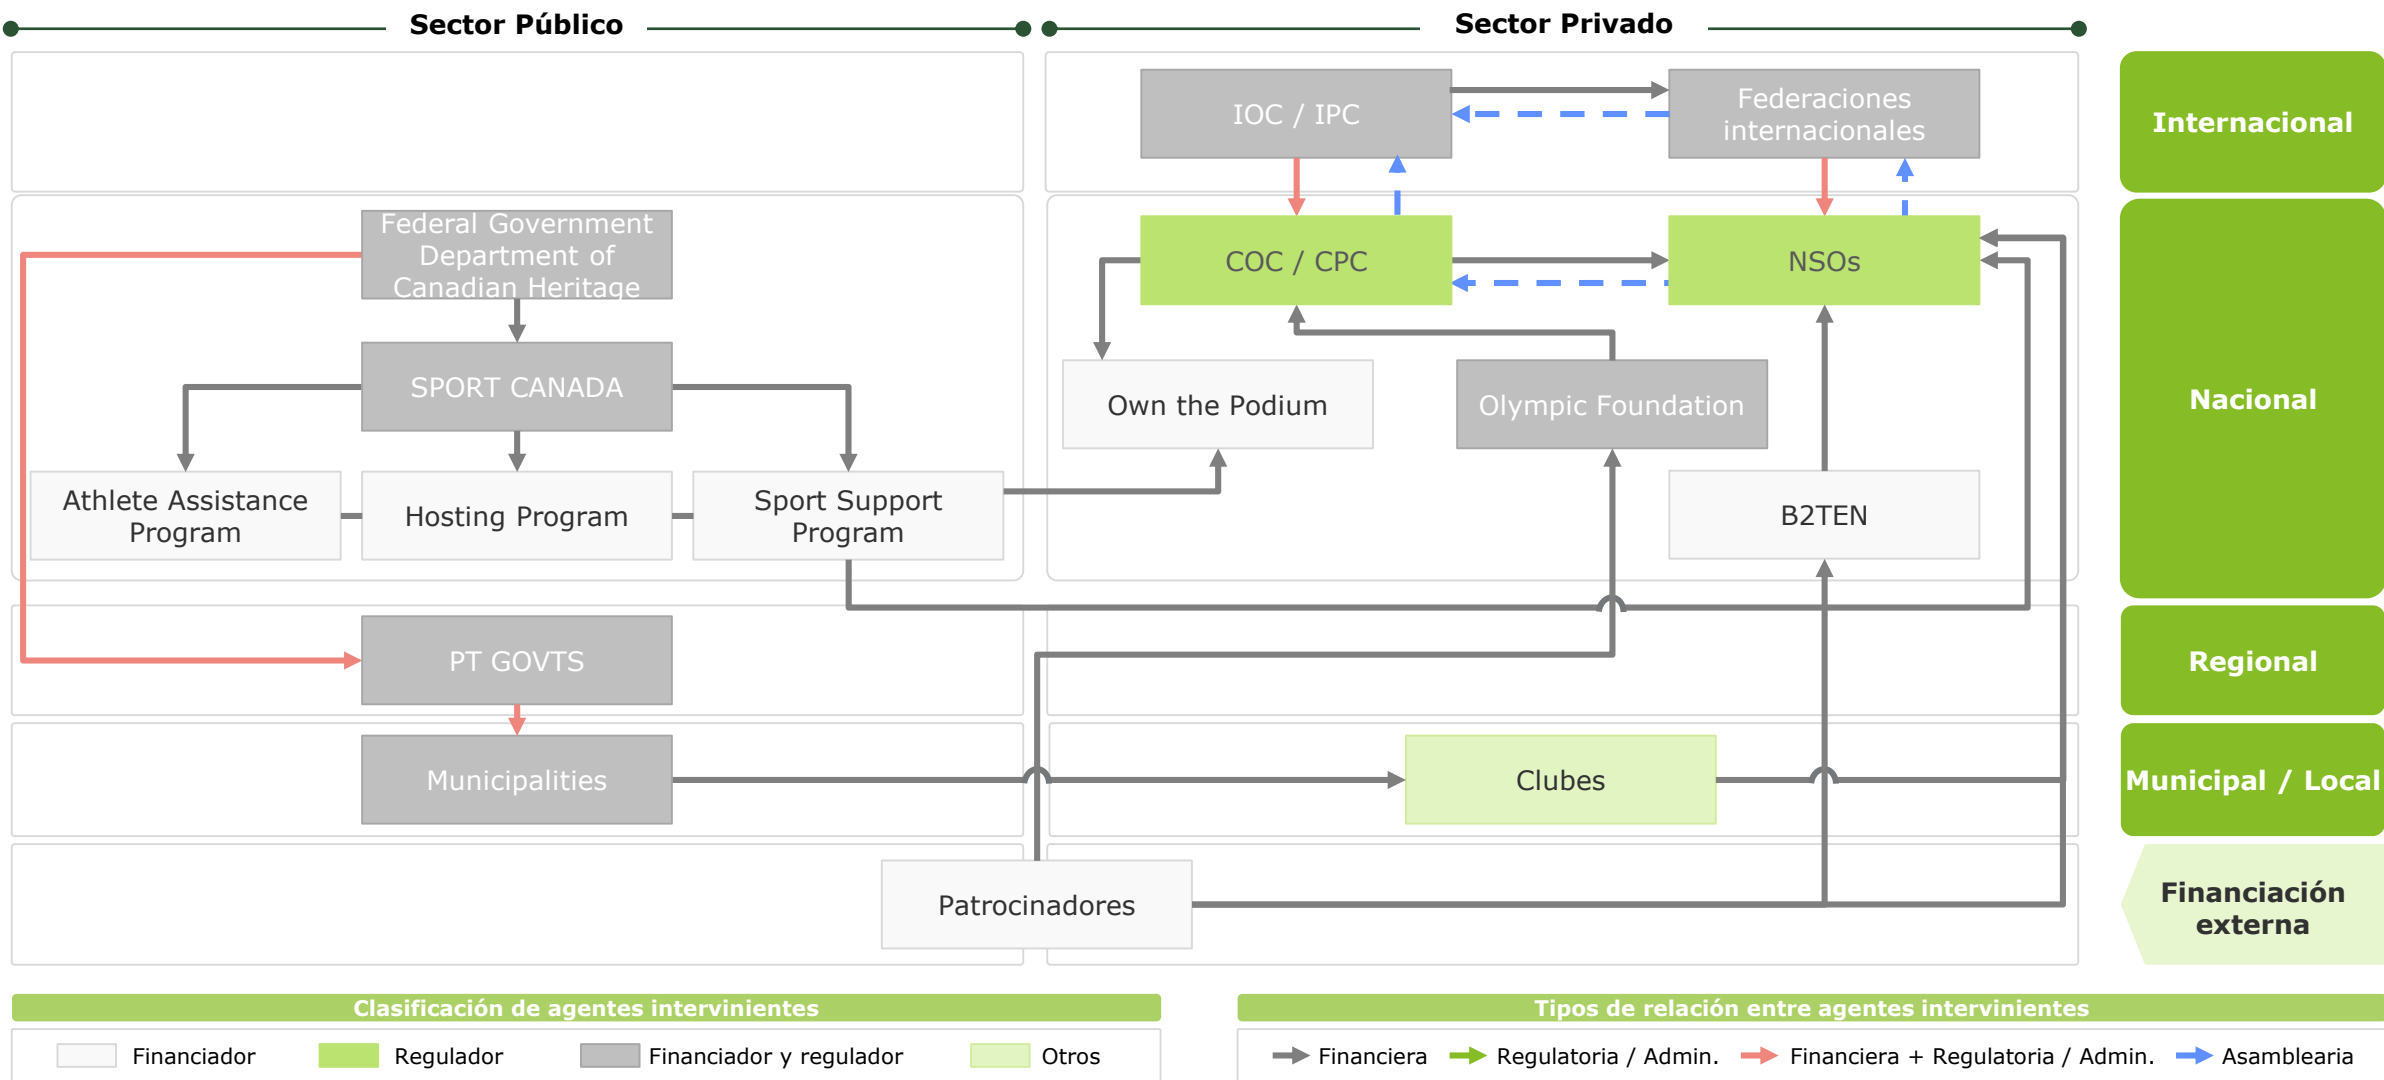 Sector Público
Sector Privado
IOC / IPC
Federaciones
internacionales
Internacional
Federal Government
Department of
Canadian Heritage
COC / CPC
NSOs
SPORT CANADA
Own the Podium
Olympic Foundation
Nacional
Athlete Assistance
Program
Hosting Program
Sport Support
Program
B2TEN
PT GOVTS
Regional
Municipalities
Clubes
Municipal / Local
Patrocinadores
Financiación
externa
Clasificación de agentes intervinientes
Financiador
Regulador
Financiador y regulador
Otros
Tipos de relación entre agentes intervinientes
Financiera
Regulatoria / Admin.
Financiera + Regulatoria / Admin.
Asamblearia